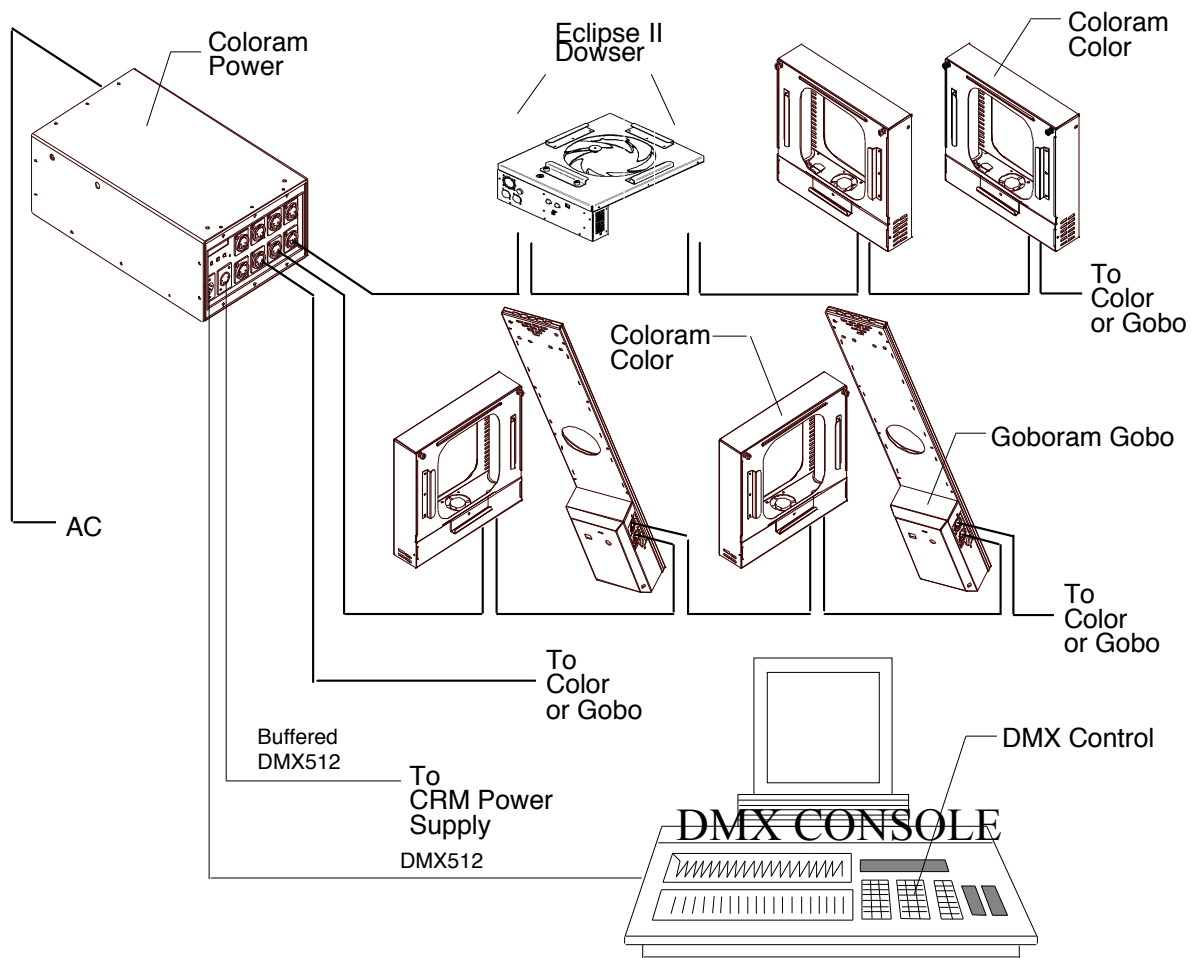 Coloram
Power
Eclipse II
Dowser
Coloram
Color
To
Color
or Gobo
Coloram
Color
Goboram Gobo
AC
To
Color
or Gobo
To
Color
or Gobo
Buffered
DMX512
To
CRM Power
Supply
DMX Control
DMX CONSOLE
DMX512